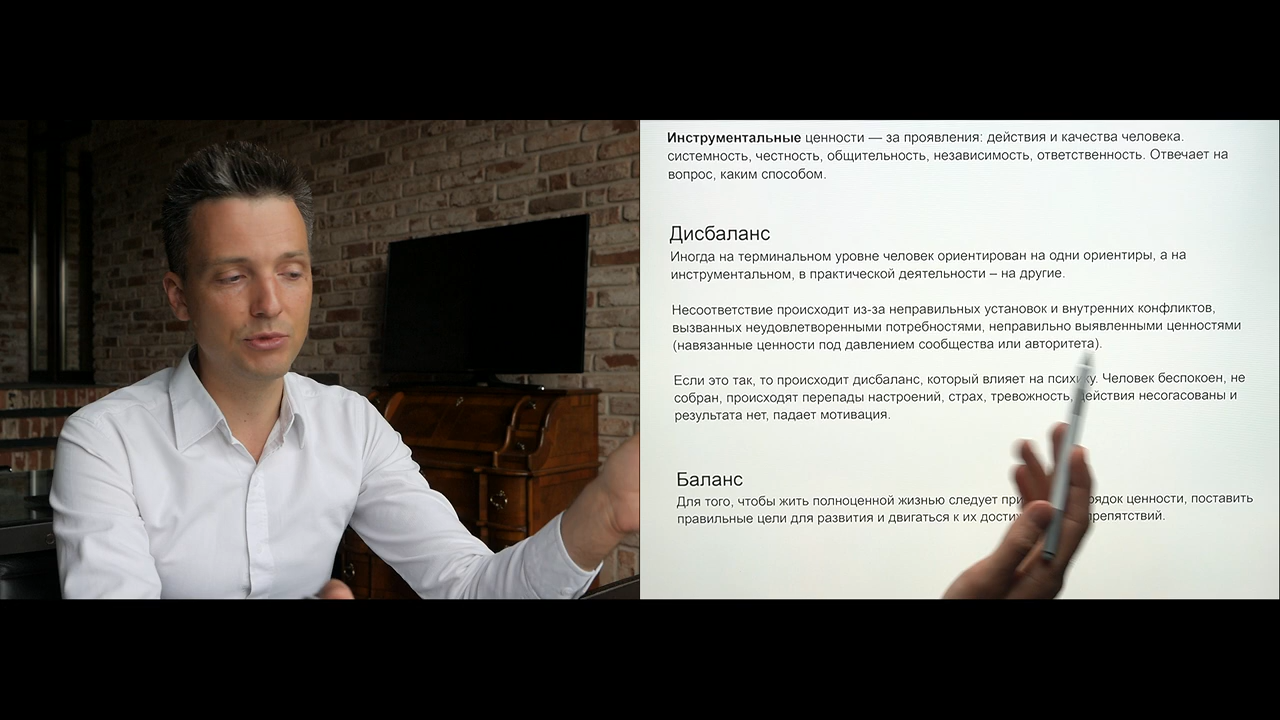 Инструментальные ценности — за проявления: действия и качества человека.
системность, честность, общительность, независимость, ответственность. Отвечает на
вопрос, каким способом.
Дисбаланс
Иногда на терминальном уровне человек ориентирован на одни ориентиры, а на
инструментальном, в практической деятельности – на другие.
Несоответствие происходит из-за неправильных установок и внутренних конфликтов,
вызванных неудовлетворенными потребностями, неправильно выявленными ценностями
(навязанные ценности под давлением сообщества или авторитета).
Если это так, то происходит дисбаланс, который влияет на психику. Человек беспокоен, не
собран, происходят перепады настроений, страх, тревожность, действия несогасованы и
результата нет, падает мотивация.
Баланс
Для того, чтобы жить полноценной жизнью следует ценности, поставить
правильные цели для развития и двигаться к их препятствий.